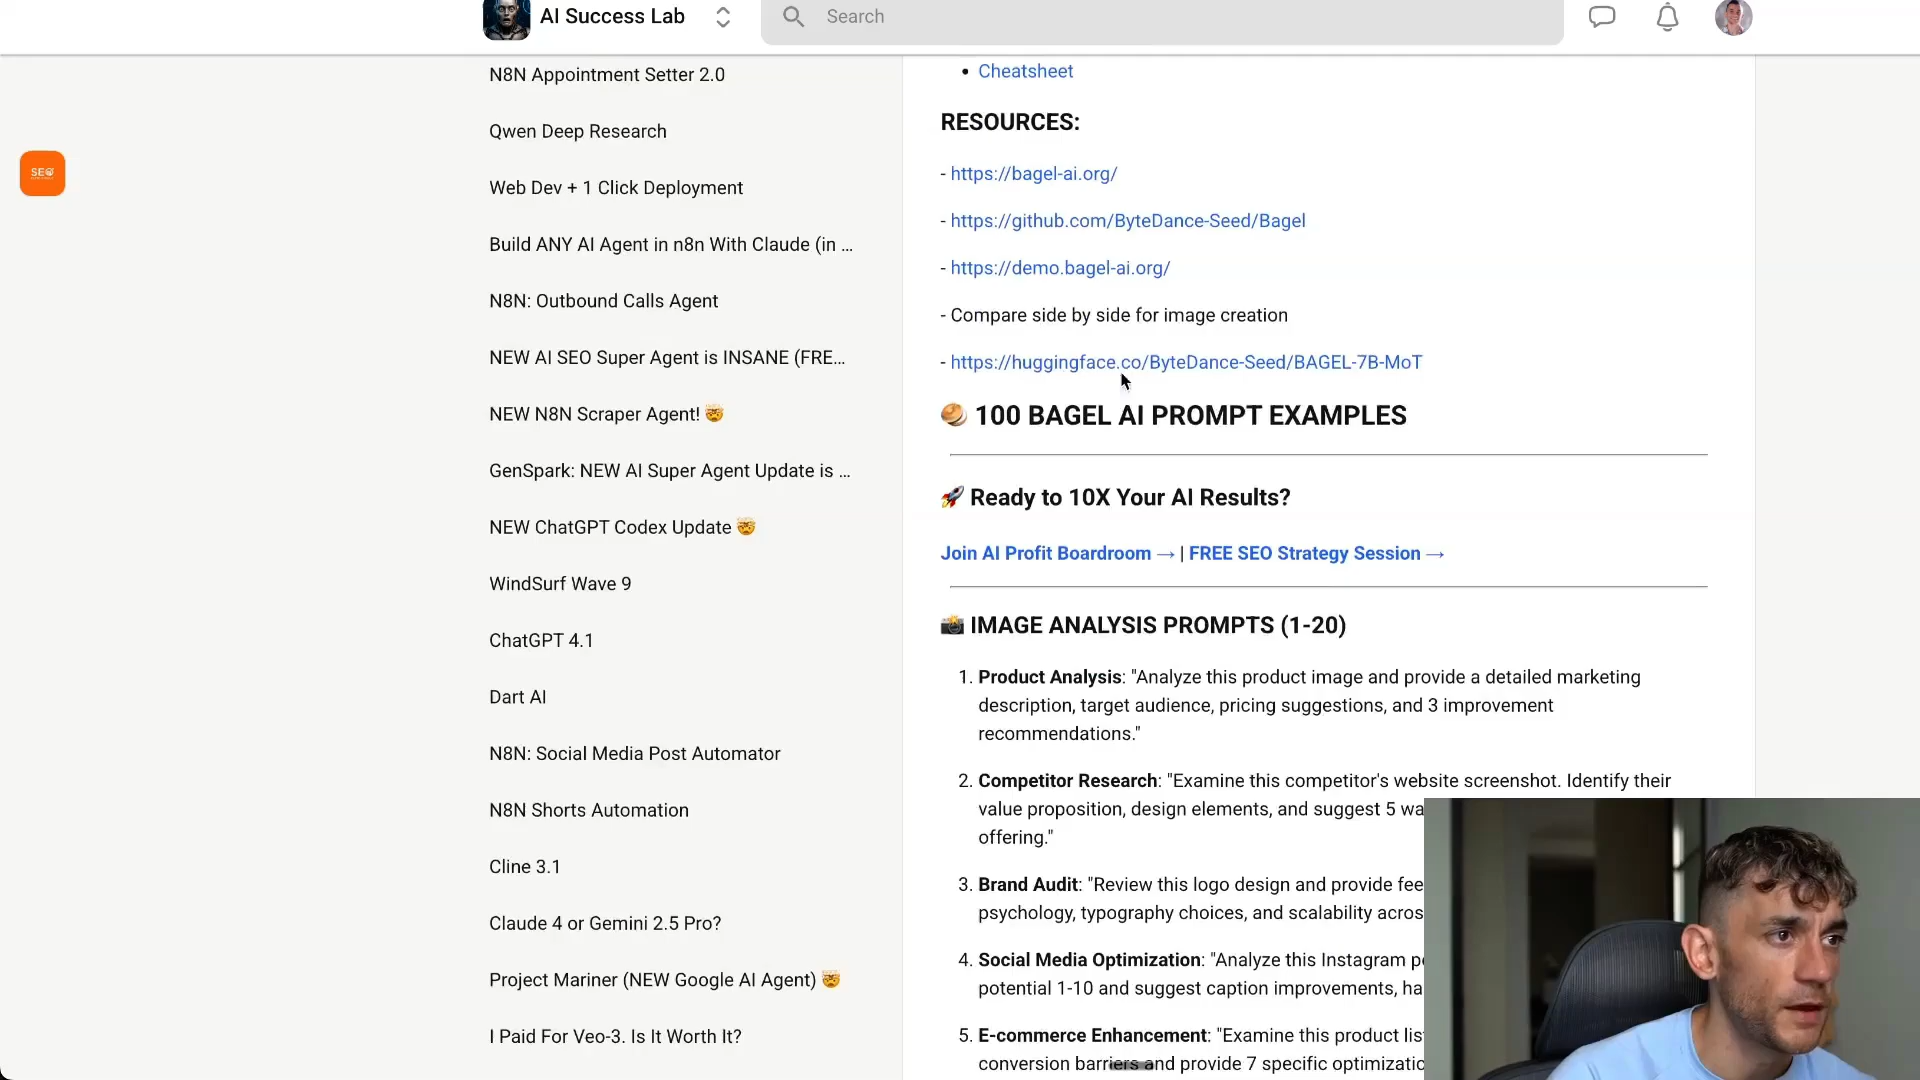 AI Success Lab
Search
N8N Appointment Setter 2.0
Qwen Deep Research
Web Dev + 1 Click Deployment
Build ANY AI Agent in n8n With Claude (in ...
N8N: Outbound Calls Agent
NEW AI SEO Super Agent is INSANE (FRE...
NEW N8N Scraper Agent! 🤯
GenSpark: NEW AI Super Agent Update is ...
NEW ChatGPT Codex Update 🤯
WindSurf Wave 9
ChatGPT 4.1
Dart AI
N8N: Social Media Post Automator
N8N Shorts Automation
Cline 3.1
Claude 4 or Gemini 2.5 Pro?
Project Mariner (NEW Google AI Agent) 🤯
I Paid For Veo-3. Is It Worth It?
SEO
• Cheatsheet
RESOURCES:
- https://bagel-ai.org/
- https://github.com/ByteDance-Seed/Bagel
- https://demo.bagel-ai.org/
- Compare side by side for image creation
- https://huggingface.co/ByteDance-Seed/BAGEL-7B-MoT
🥯 100 BAGEL AI PROMPT EXAMPLES
🚀 Ready to 10X Your AI Results?
Join AI Profit Boardroom → | FREE SEO Strategy Session →
📸 IMAGE ANALYSIS PROMPTS (1-20)
1. Product Analysis: "Analyze this product image and provide a detailed marketing
description, target audience, pricing suggestions, and 3 improvement
recommendations."
2. Competitor Research: "Examine this competitor's website screenshot. Identify their
value proposition, design elements, and suggest 5 wa
offering."
3. Brand Audit: "Review this logo design and provide fee
psychology, typography choices, and scalability acros
4. Social Media Optimization: "Analyze this Instagram p
potential 1-10 and suggest caption improvements, ha
5. E-commerce Enhancement: "Examine this product lis
conversion barriers and provide 7 specific optimizatio